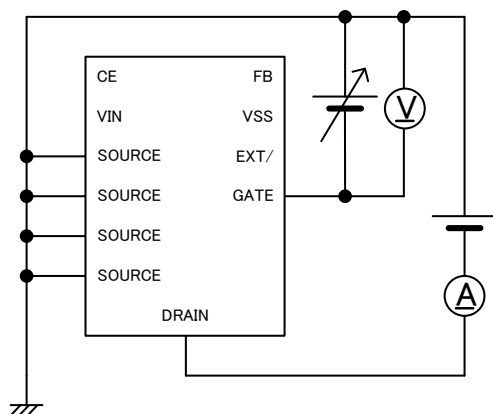 CE FB
VIN VSS
SOURCE EXT/
SOURCE GATE
SOURCE
SOURCE
DRAIN
V
A